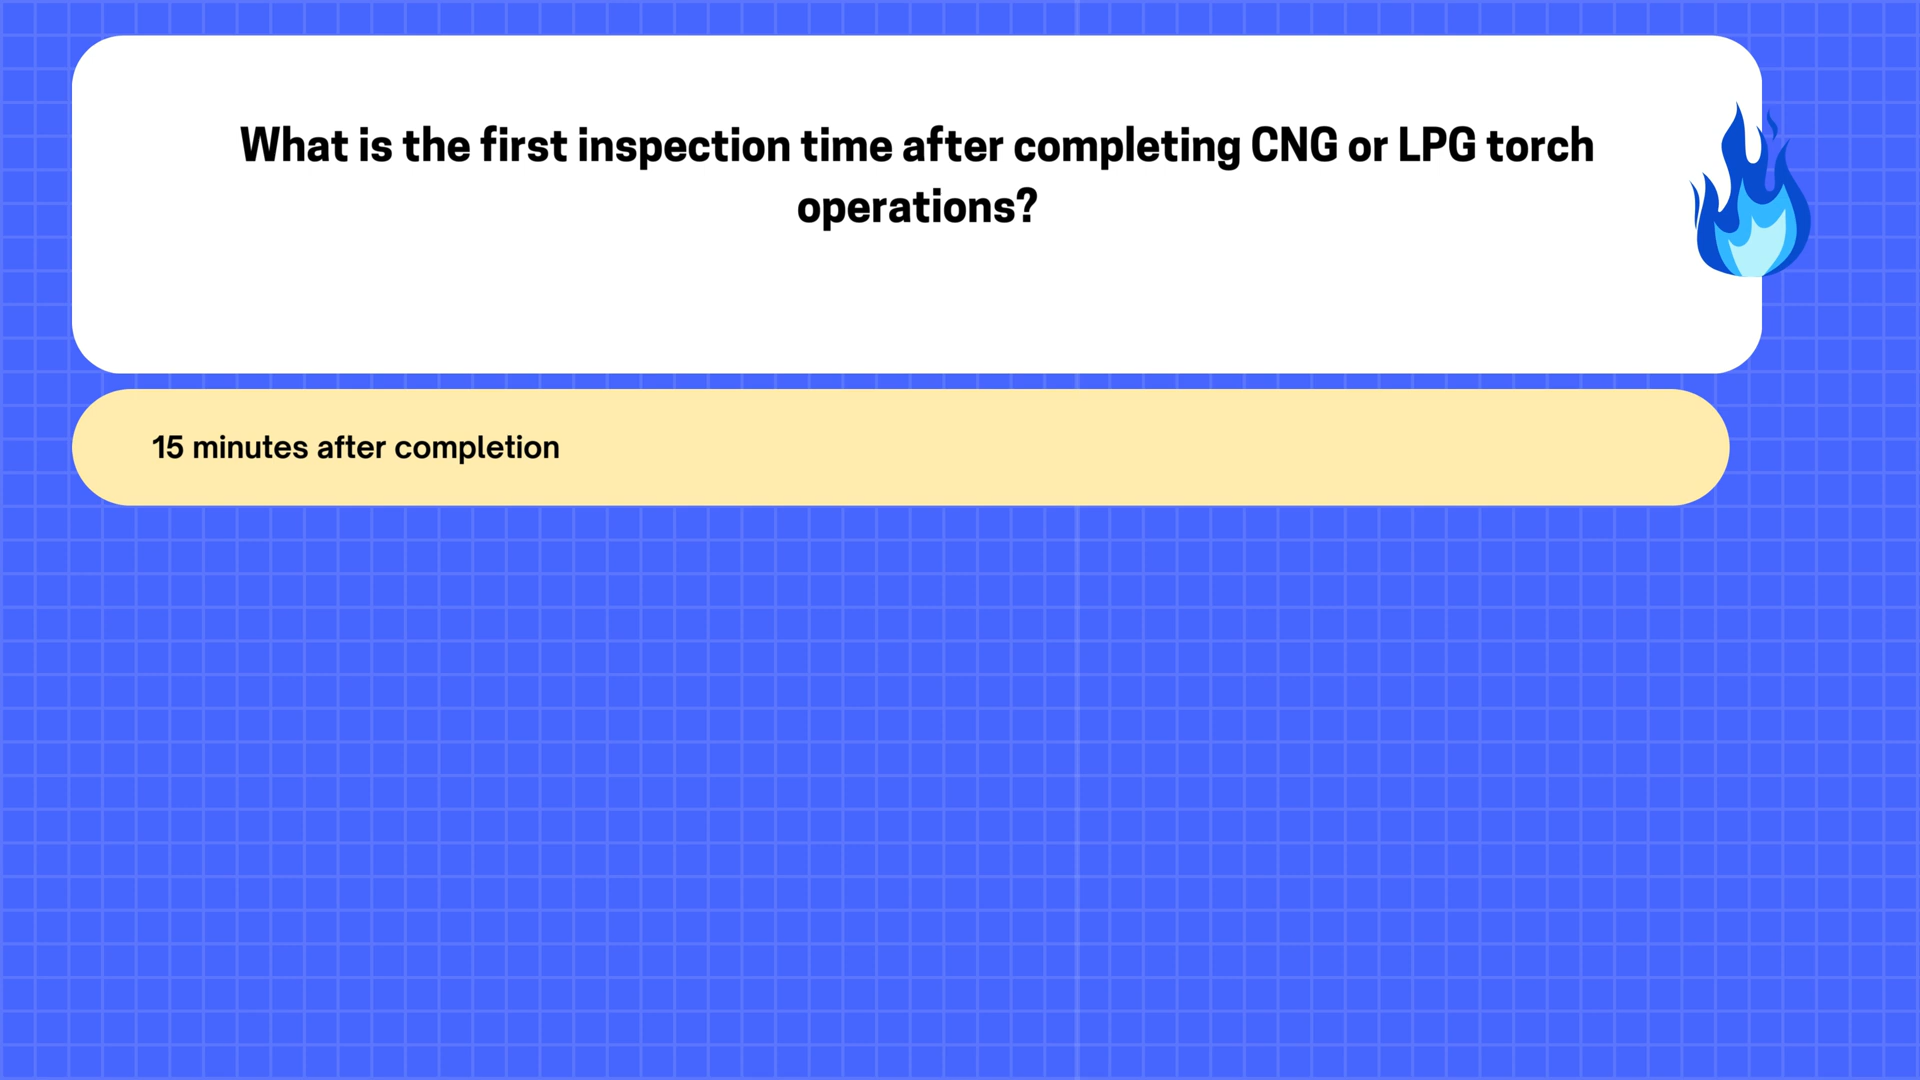 What is the first inspection time after completing CNG or LPG torch
operations?
15 minutes after completion